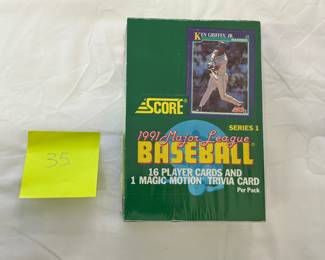 KEN GRIFFEY, JR.
SCORE
SERIES 1
1991 Major League
BASEBALL
16 PLAYER CARDS AND
1 MAGIC MOTION TRIVIA CARD
Per Pack
35